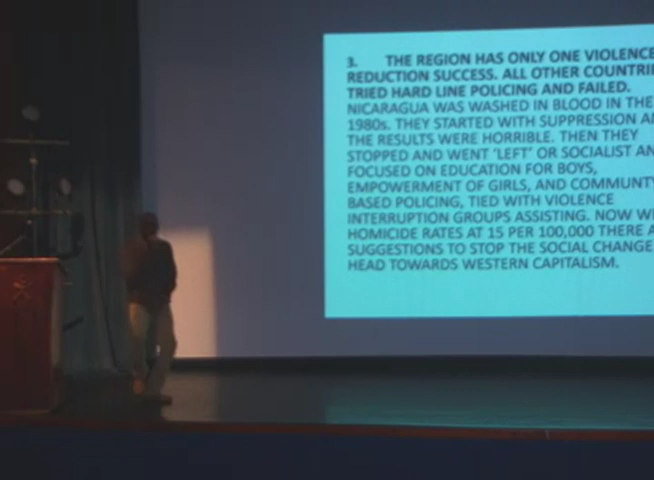 3. THE REGION HAS ONLY ONE VIOLENCE
REDUCTION SUCCESS. ALL OTHER COUNTRI
TRIED HARD LINE POLICING AND FAILED.
NICARAGUA WAS WASHED IN BLOOD IN THE
1980s. THEY STARTED WITH SUPPRESSION A
THE RESULTS WERE HORRIBLE. THEN THEY
STOPPED AND WENT 'LEFT' OR SOCIALIST AN
FOCUSED ON EDUCATION FOR BOYS,
EMPOWERMENT OF GIRLS, AND COMMUNTY
BASED POLICING, TIED WITH VIOLENCE
INTERRUPTION GROUPS ASSISTING. NOW WI
HOMICIDE RATES AT 15 PER 100,000 THERE A
SUGGESTIONS TO STOP THE SOCIAL CHANGE
HEAD TOWARDS WESTERN CAPITALISM.